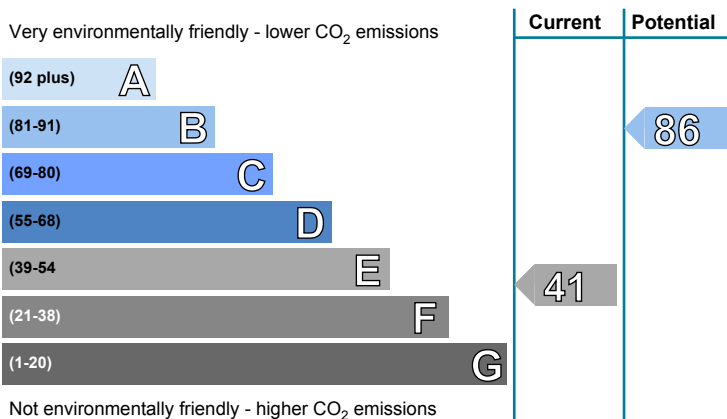 Current Potential
Very environmentally friendly - lower CO₂ emissions
(92 plus) A
(81-91) B
86
(69-80) C
(55-68) D
(39-54 E
41
(21-38) F
(1-20) G
Not environmentally friendly - higher CO₂ emissions